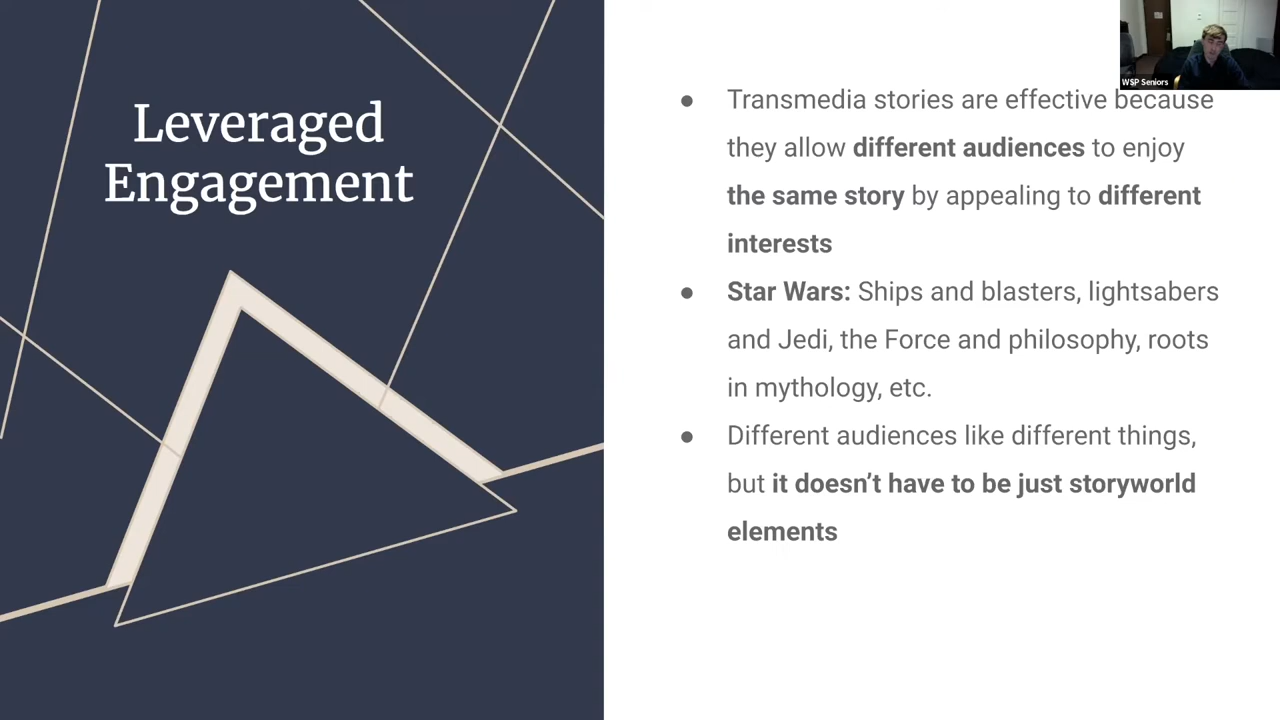 Leveraged
Engagement
WSP Seniors
● Transmedia stories are effective because
they allow different audiences to enjoy
the same story by appealing to different
interests
● Star Wars: Ships and blasters, lightsabers
and Jedi, the Force and philosophy, roots
in mythology, etc.
● Different audiences like different things,
but it doesn’t have to be just storyworld
elements